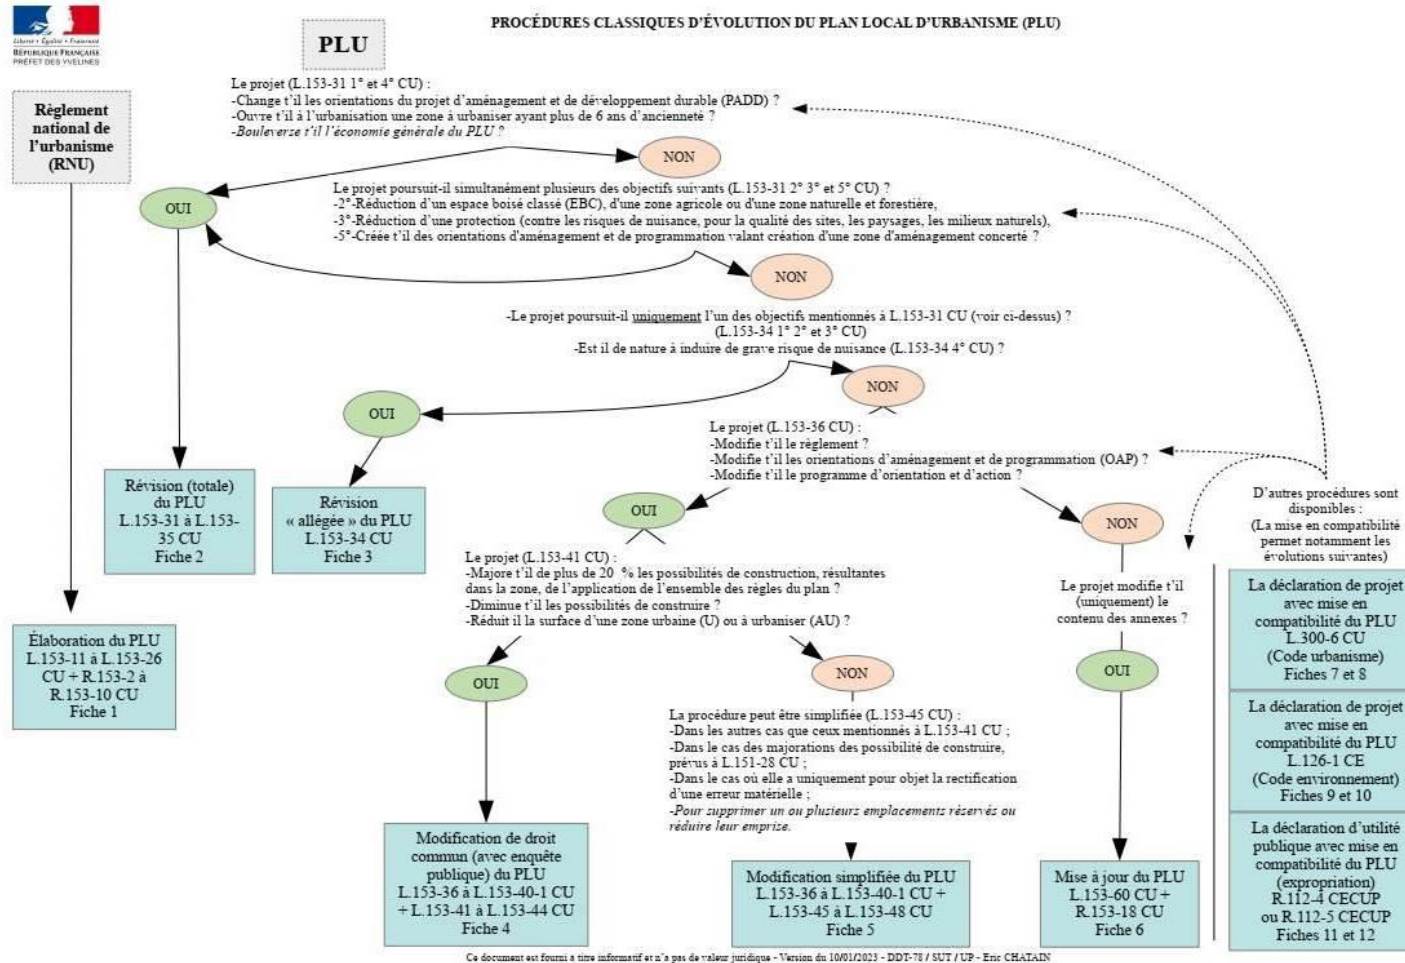 PROCÉDURES CLASSIQUES D'ÉVOLUTION DU PLAN LOCAL D'URBANISME (PLU)
Liberté • Égalité • Fraternité
RÉPUBLIQUE FRANÇAISE
PRÉFET DES YVELINES
PLU
Règlement
national de
l'urbanisme
(RNU)
Le projet (L.153-31 1° et 4° CU) :
-Change t'il les orientations du projet d'aménagement et de développement durable (PADD) ?
-Ouvre t'il à l'urbanisation une zone à urbaniser ayant plus de 6 ans d'ancienneté ?
-Bouleverse t'il l'économie générale du PLU ?
NON
OUI
Le projet poursuit-il simultanément plusieurs des objectifs suivants (L.153-31 2° 3° et 5° CU) ?
-2°-Réduction d'un espace boisé classé (EBC), d'une zone agricole ou d'une zone naturelle et forestière,
-3°-Réduction d'une protection (contre les risques de nuisance, pour la qualité des sites, les paysages, les milieux naturels),
-5°-Créée t'il des orientations d'aménagement et de programmation valant création d'une zone d'aménagement concerté ?
NON
-Le projet poursuit-il uniquement l'un des objectifs mentionnés à L.153-31 CU (voir ci-dessus) ?
(L.153-34 1° 2° et 3° CU)
-Est il de nature à induire de grave risque de nuisance (L.153-34 4° CU) ?
NON
OUI
Le projet (L.153-36 CU) :
-Modifie t'il le règlement ?
-Modifie t'il les orientations d'aménagement et de programmation (OAP) ?
-Modifie t'il le programme d'orientation et d'action ?
Révision (totale)
du PLU
L.153-31 à L.153-
35 CU
Fiche 2
Révision
« allégée » du PLU
L.153-34 CU
Fiche 3
OUI
NON
D'autres procédures sont
disponibles :
(La mise en compatibilité
permet notamment les
évolutions suivantes)
Le projet (L.153-41 CU) :
-Majore t'il de plus de 20 % les possibilités de construction, résultantes
dans la zone, de l'application de l'ensemble des règles du plan ?
-Diminue t'il les possibilités de construire ?
-Réduit il la surface d'une zone urbaine (U) ou à urbaniser (AU) ?
Le projet modifie t'il
(uniquement) le
contenu des annexes ?
La déclaration de projet
avec mise en
compatibilité du PLU
L.300-6 CU
(Code urbanisme)
Fiches 7 et 8
Élaboration du PLU
L.153-11 à L.153-26
CU + R.153-2 à
R.153-10 CU
Fiche 1
OUI
NON
OUI
La procédure peut être simplifiée (L.153-45 CU) :
-Dans les autres cas que ceux mentionnés à L.153-41 CU ;
-Dans le cas des majorations des possibilité de construire,
prévus à L.151-28 CU ;
-Dans le cas où elle a uniquement pour objet la rectification
d'une erreur matérielle ;
-Pour supprimer un ou plusieurs emplacements réservés ou
réduire leur emprise.
La déclaration de projet
avec mise en
compatibilité du PLU
L.126-1 CE
(Code environnement)
Fiches 9 et 10
Modification de droit
commun (avec enquête
publique) du PLU
L.153-36 à L.153-40-1 CU
+ L.153-41 à L.153-44 CU
Fiche 4
Modification simplifiée du PLU
L.153-36 à L.153-40-1 CU +
L.153-45 à L.153-48 CU
Fiche 5
Mise à jour du PLU
L.153-60 CU +
R.153-18 CU
Fiche 6
La déclaration d'utilité
publique avec mise en
compatibilité du PLU
(expropriation)
R.112-4 CECUP
ou R.112-5 CECUP
Fiches 11 et 12
Ce document est fourni a titre informatif et n'a pas de valeur juridique - Version du 10/01/2023 - DDT-78 / SUT / UP - Eric CHATAIN